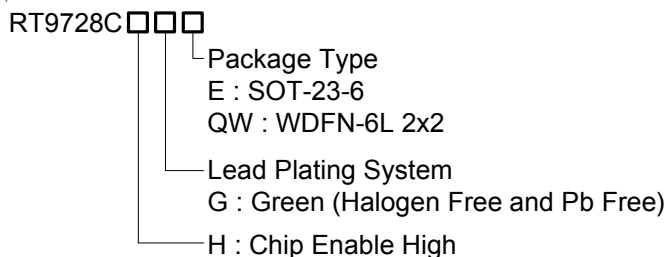 RT9728C□□□
Package Type
E : SOT-23-6
QW : WDFN-6L 2x2
Lead Plating System
G : Green (Halogen Free and Pb Free)
H : Chip Enable High